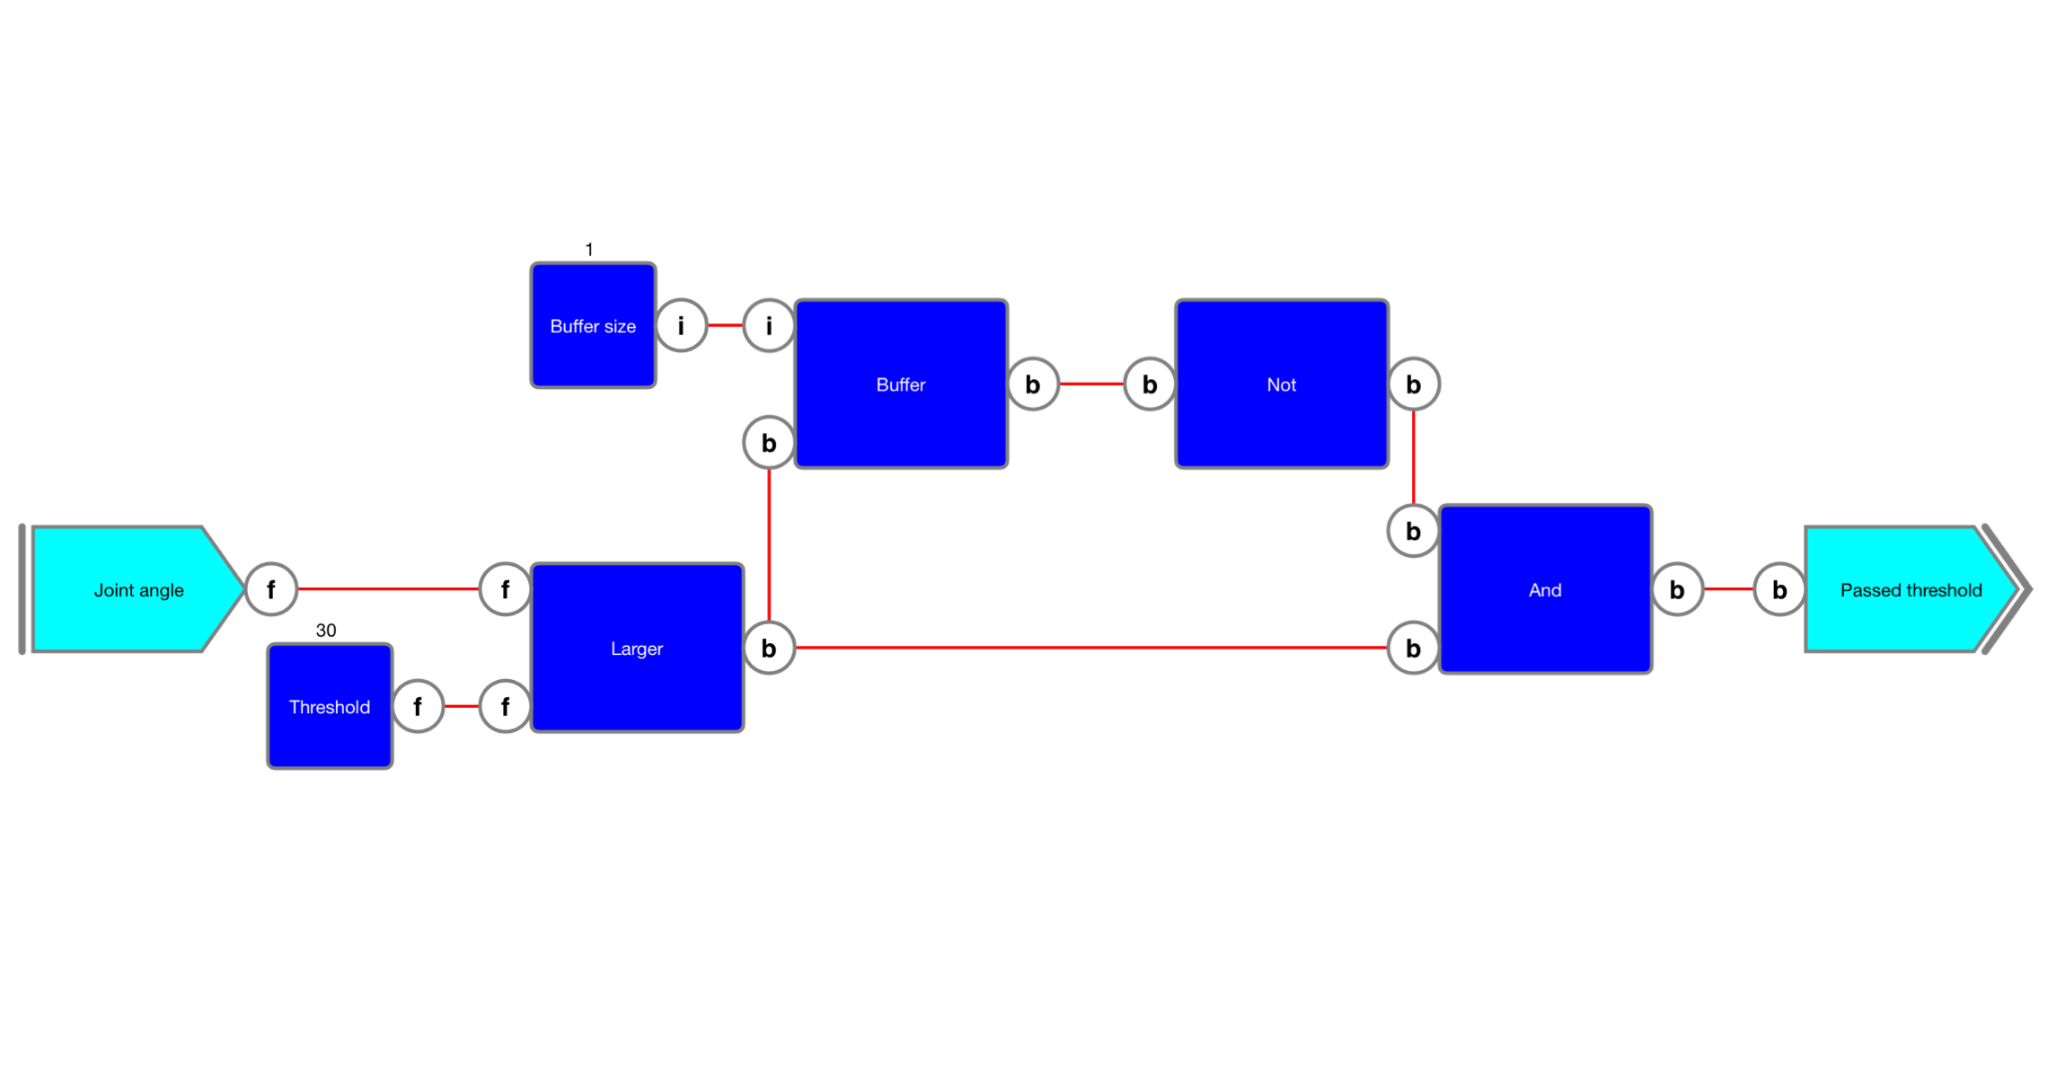 1
Buffer size
i
i
Buffer
b
b
Not
b
b
b
Joint angle
f
f
Larger
And
b
b
Passed threshold
30
b
b
Threshold
f
f